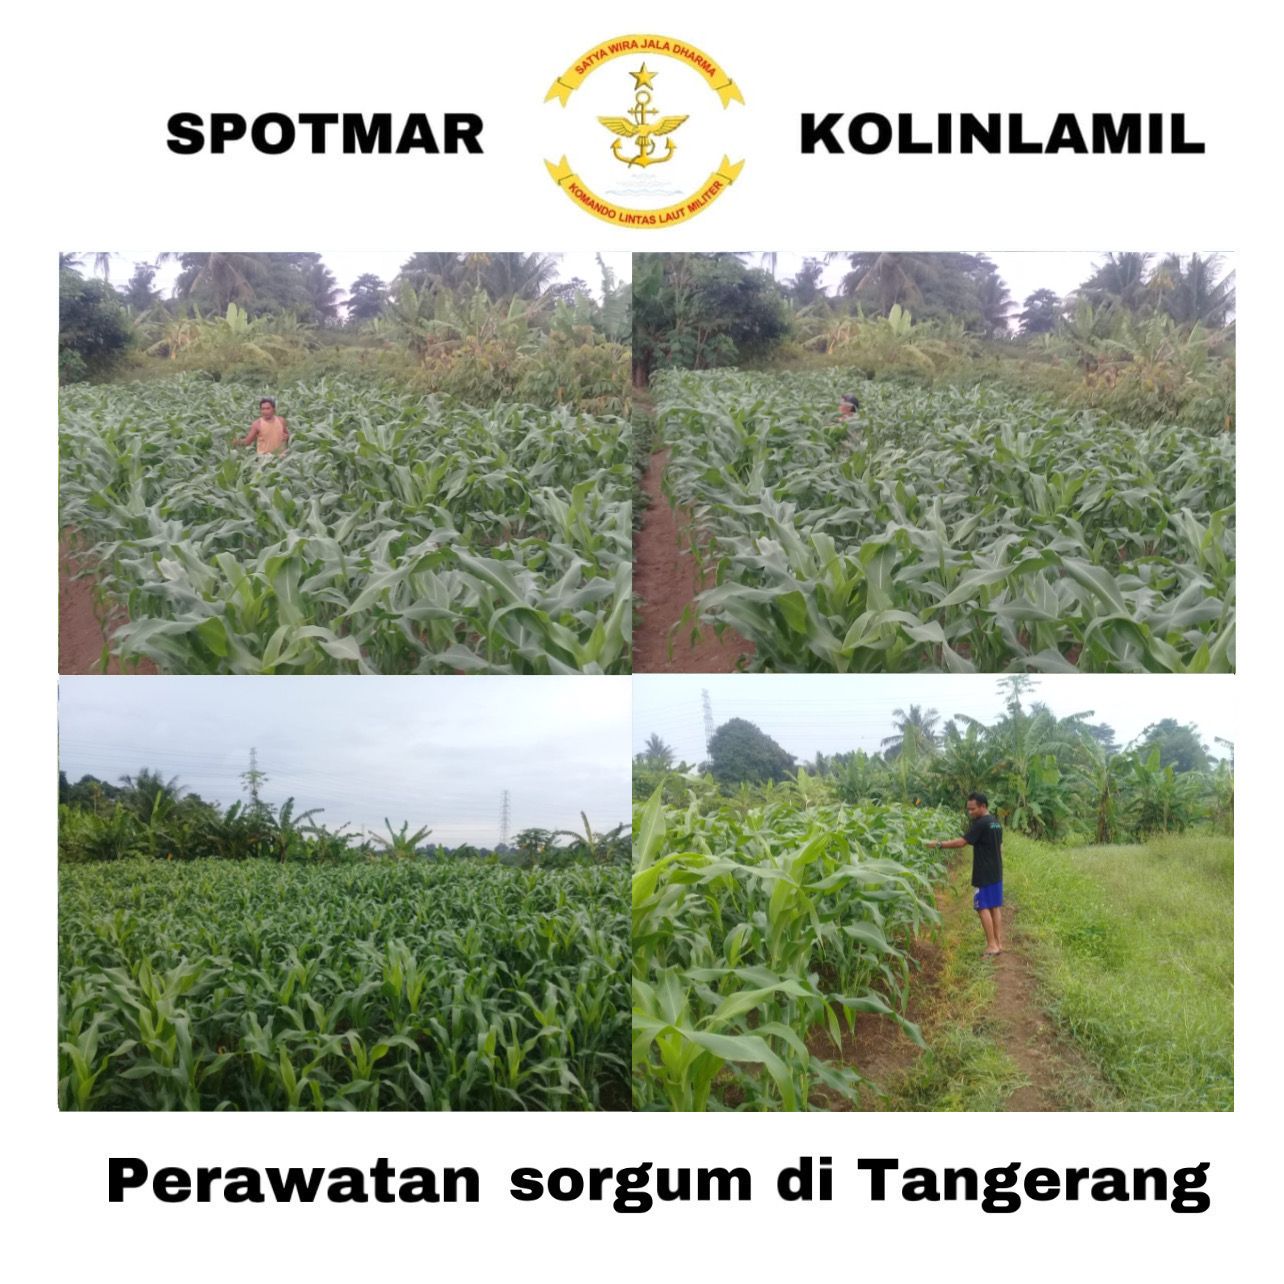 SPOTMAR
SATYA WIRA JALA DHARMA
KOMANDO LINTAS LAUT MILITER
KOLINLAMIL
Perawatan sorgum di Tangerang